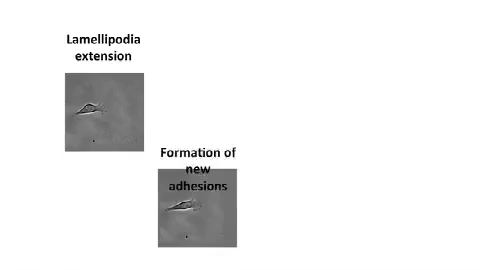 Lamellipodia
extension
Formation of
new
adhesions